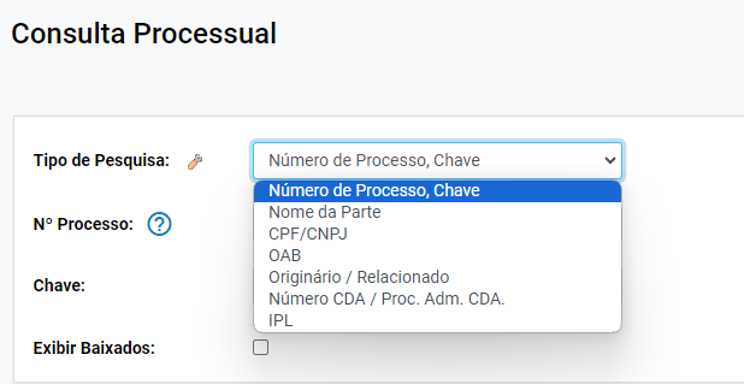 Consulta Processual
Tipo de Pesquisa: Número de Processo, Chave
Número de Processo, Chave
Nome da Parte
Nº Processo: ?
CPF/CNPJ
OAB
Originário / Relacionado
Chave:
Número CDA / Proc. Adm. CDA.
IPL
Exibir Baixados: